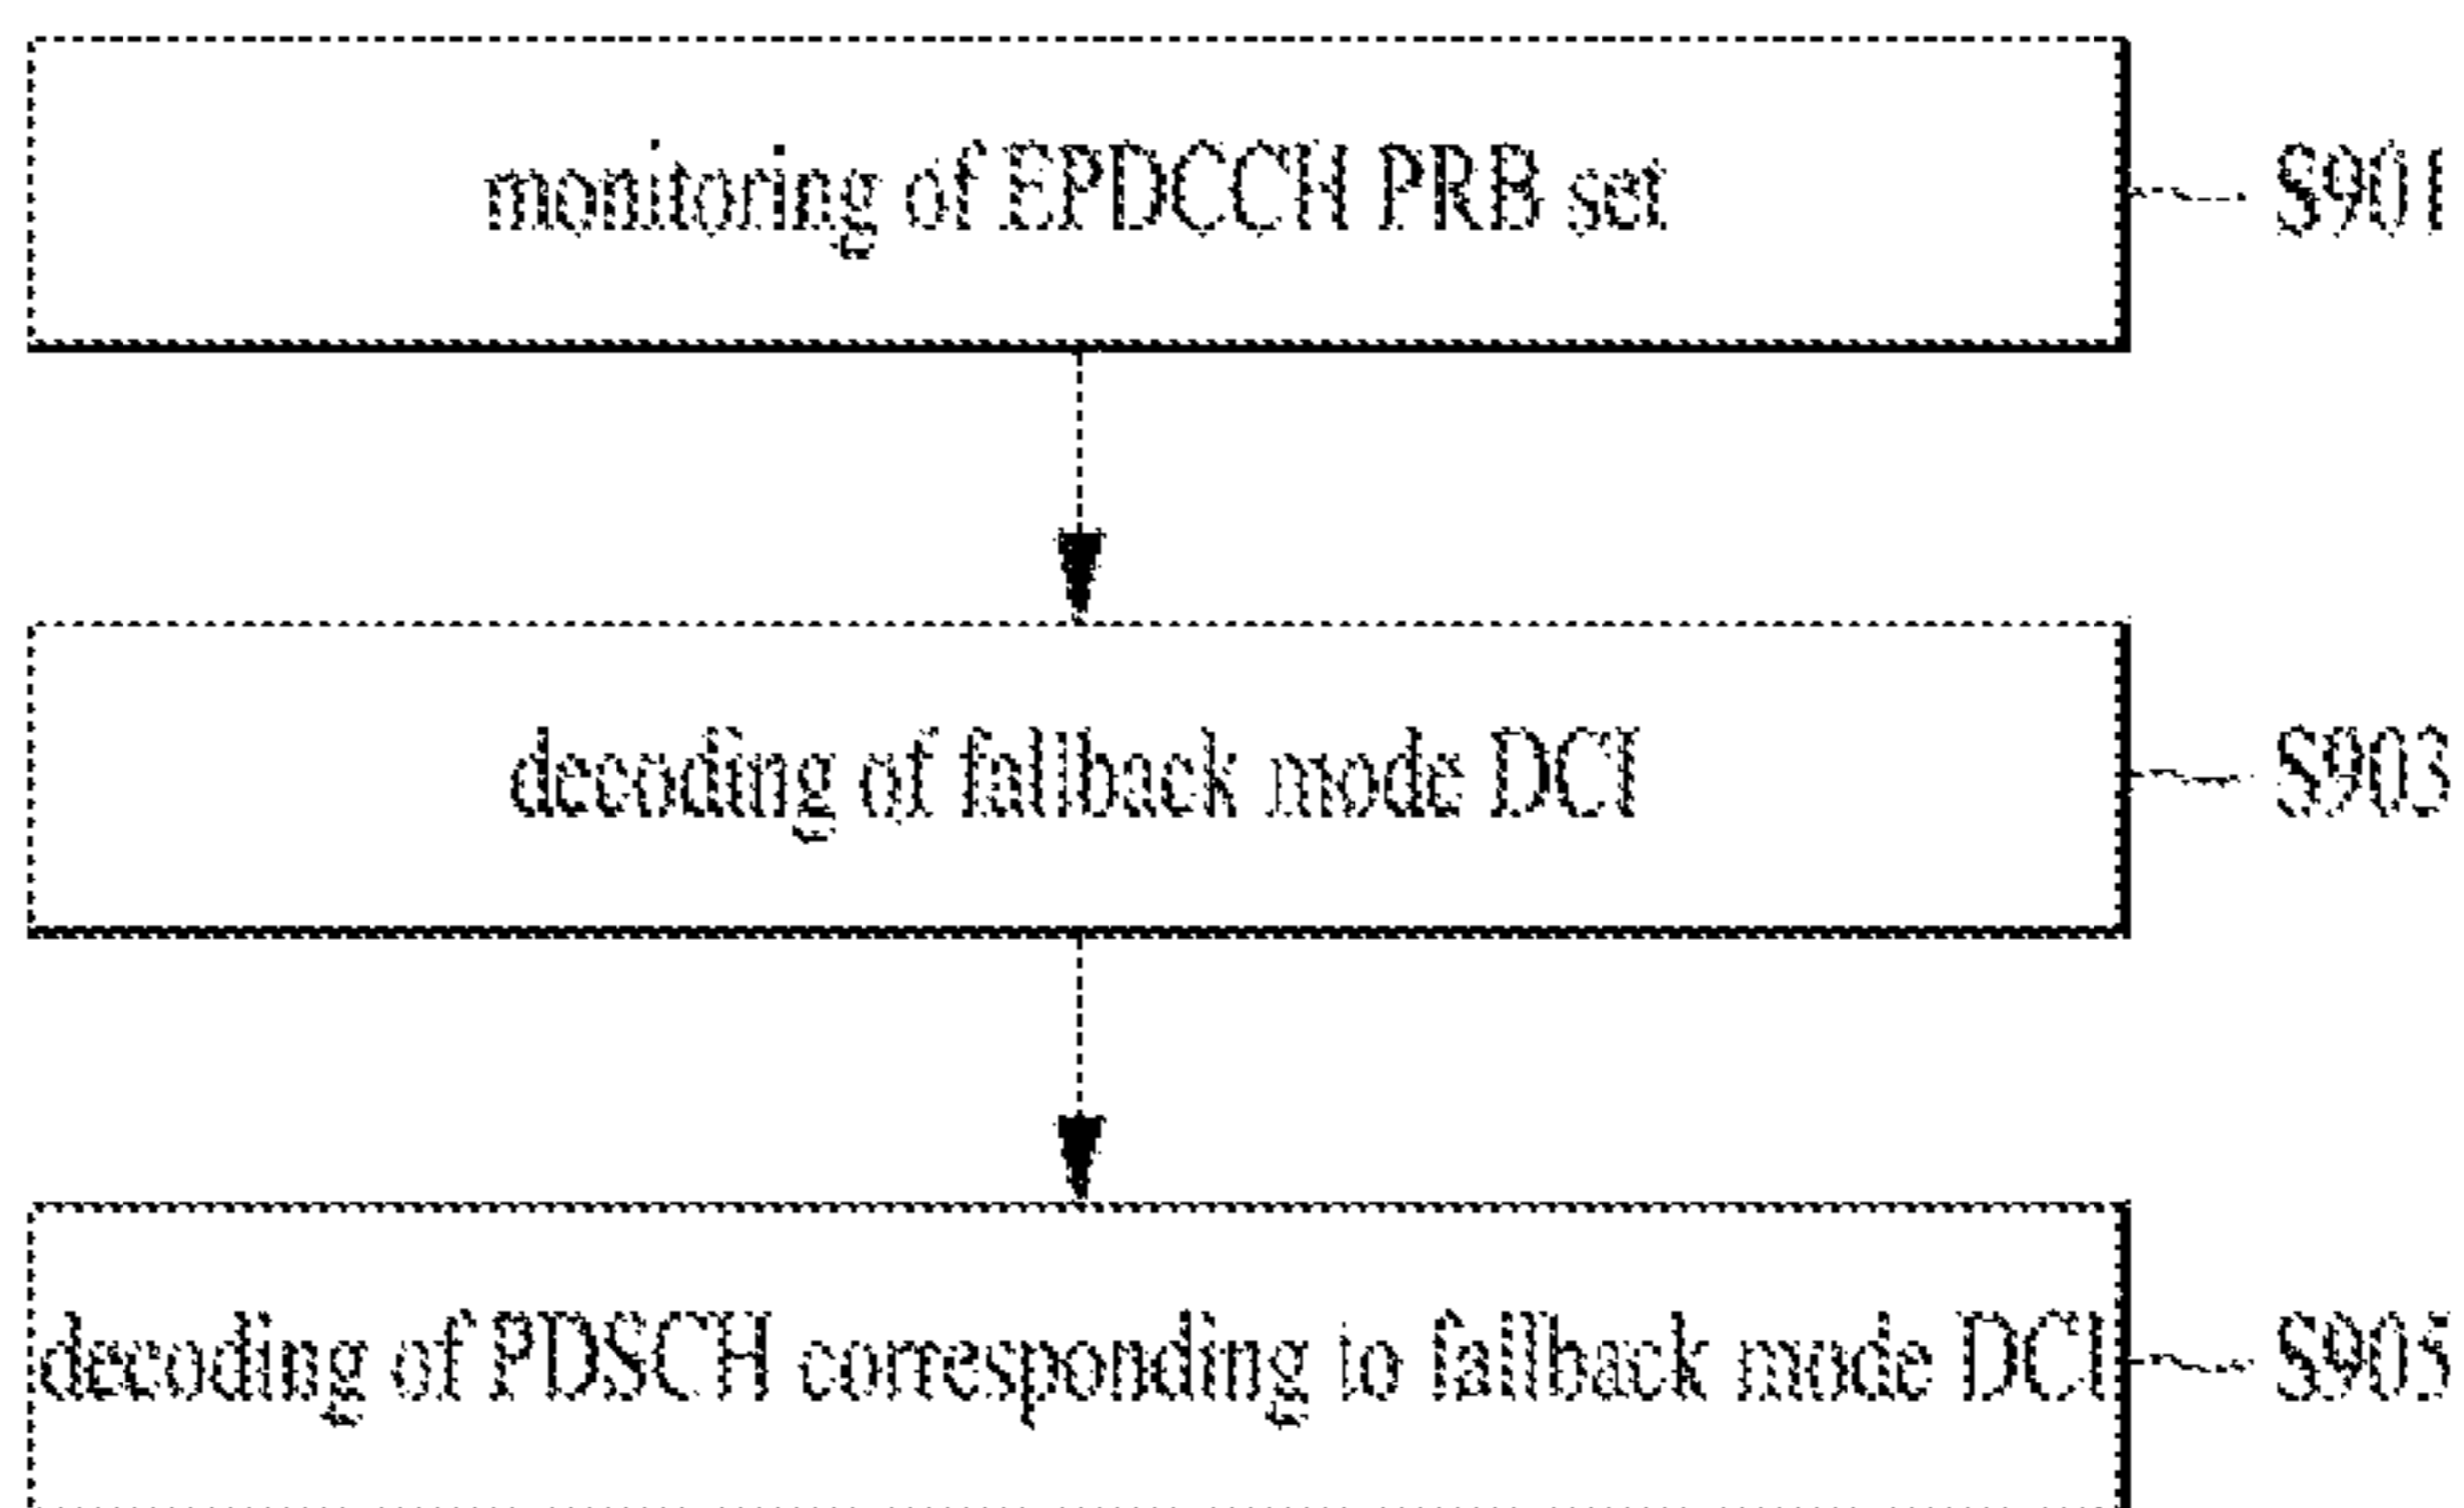 monitoring of EPDCCH PRB set
S901
decoding of fallback mode DCI
S903
decoding of PDSCH corresponding to fallback mode DCI
S905